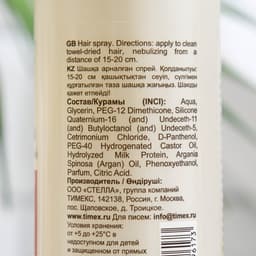 GB Hair spray. Directions: apply to clean
towel-dried hair, nebulizing from a
distance of 15-20 cm.
KZ Шашқа арналған спрей. Қолданылуы:
15-20 см қашықтықтан сеуіп, сүлгімен
құрғатылған таза шашқа жағыңыз. Шаюды
қажет етпейді!
Состав/Курамы (INCI): Aqua,
Glycerin, PEG-12 Dimethicone, Silicone
Quaternium-16 (and) Undeceth-11
(and) Butyloctanol (and) Undeceth-5,
Cetrimonium Chloride, D-Panthenol,
PEG-40 Hydrogenated Castor Oil,
Hydrolyzed Milk Protein, Argania
Spinosa (Argan) Oil, Phenoxyethanol,
Parfum, Citric Acid.
Производитель / Өндіруші:
ООО «СТЕЛЛА», группа компаний
ТИМЕКС, 142138, Россия, г. Москва,
пос. Щаповское, д. Троицкое.
www.timex.ru Для писем: info@timex.ru
Условия хранения:
от +5 до +25°C в
недоступном для детей
и защищенном от прямых